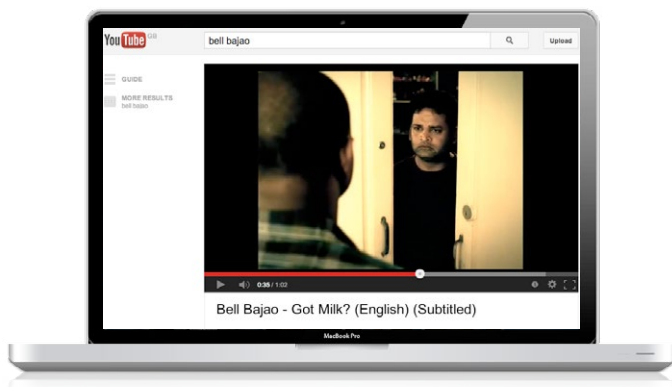 YouTube GB
bell bajao
Upload
GUIDE
MORE RESULTS
bell bajao
0:35 / 1:02
Bell Bajao - Got Milk? (English) (Subtitled)
MacBook Pro